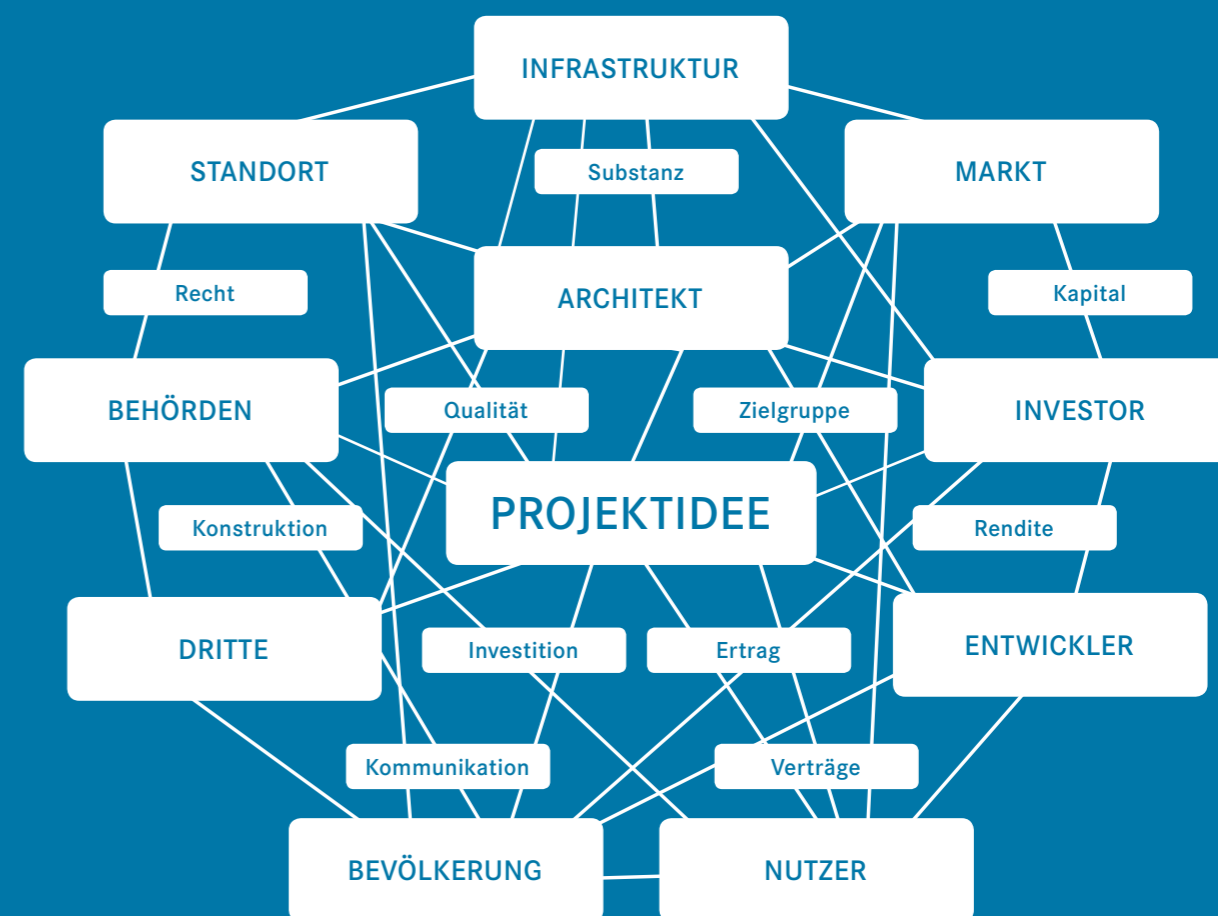 INFRASTRUKTUR
STANDORT
Substanz
MARKT
Recht
ARCHITEKT
Kapital
BEHÖRDEN
Qualität
Zielgruppe
INVESTOR
PROJEKTIDEE
Konstruktion
Rendite
DRITTE
Investition
Ertrag
ENTWICKLER
Kommunikation
Verträge
BEVÖLKERUNG
NUTZER